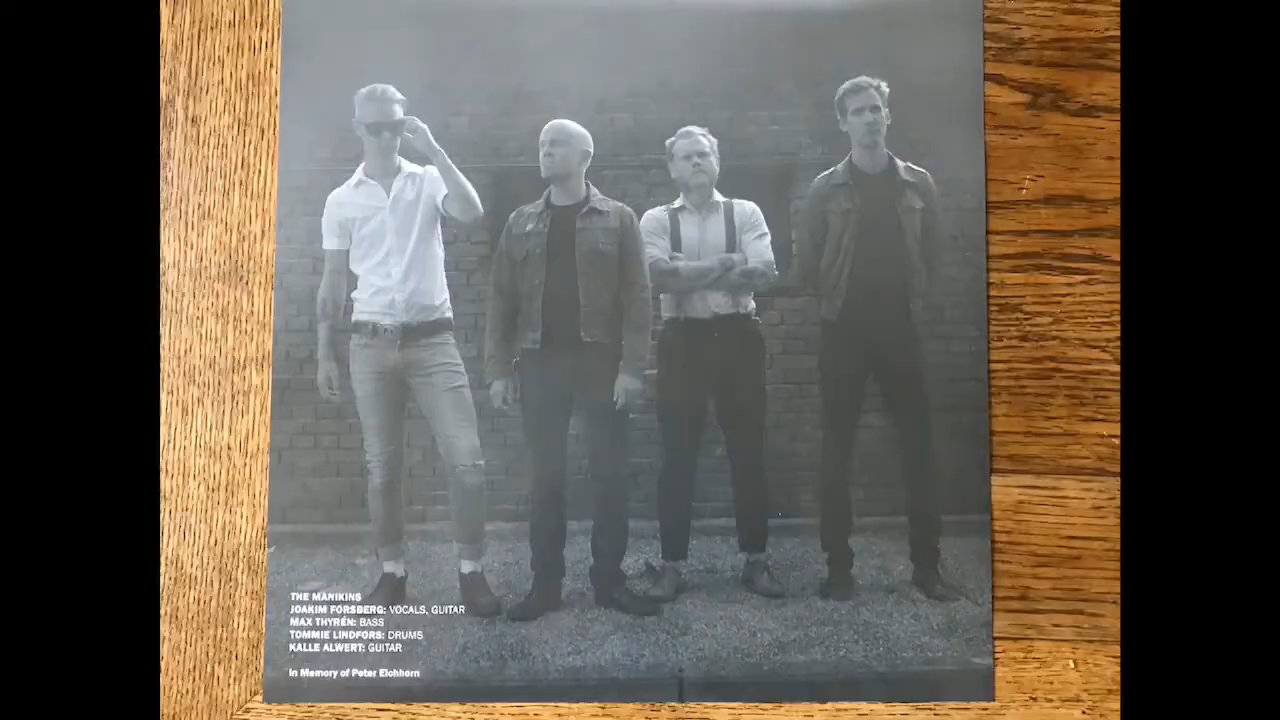 THE MANIKINS
JOAKIM FORSBERG: VOCALS, GUITAR
MAX THYRÉN: BASS
TOMMIE LINDFORS: DRUMS
KALLE ALWERT: GUITAR
In Memory of Peter Eichhorn